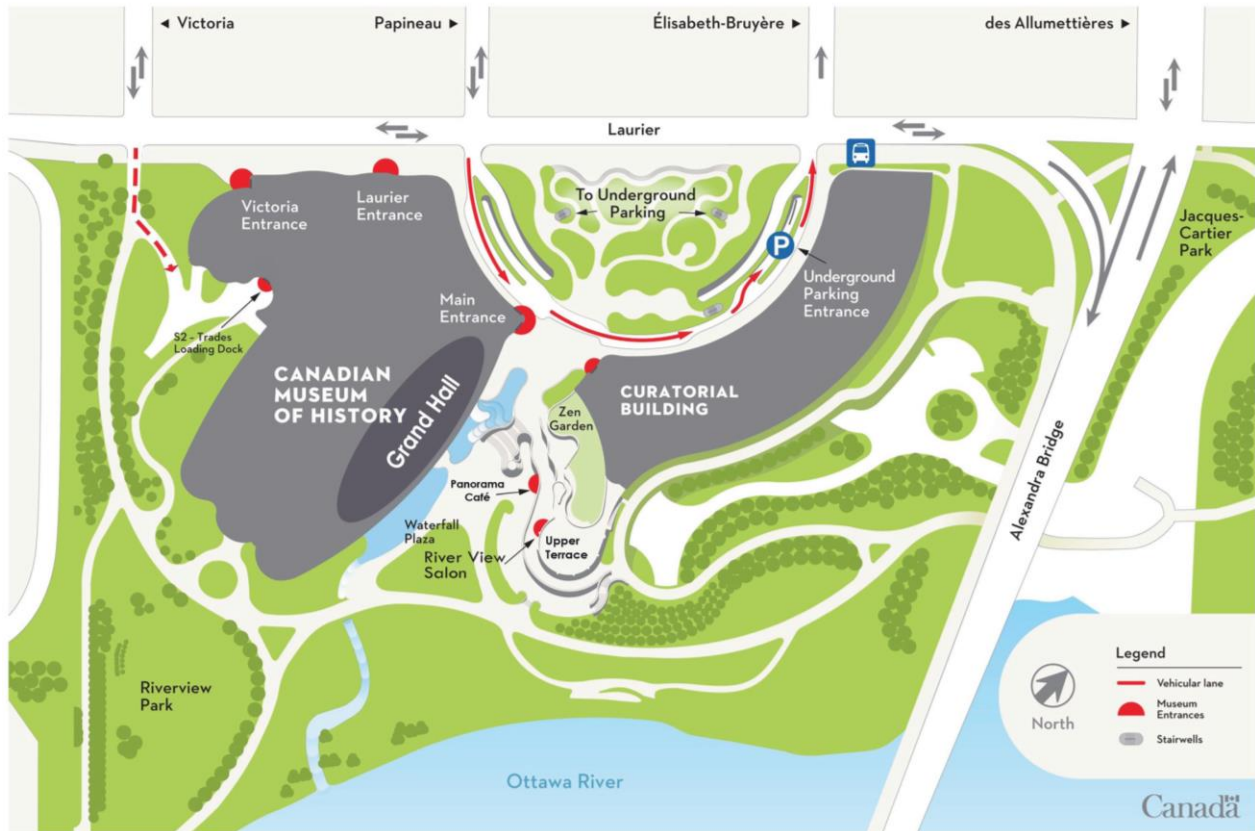 ◄ Victoria
Papineau ►
Élisabeth-Bruyère ►
des Allumettières ►
Laurier
To Underground
Parking
Victoria
Entrance
Laurier
Entrance
P
Jacques-
Cartier
Park
Underground
Parking
Entrance
Main
Entrance
S2 - Trades
Loading Dock
CANADIAN
MUSEUM
OF HISTORY
Grand Hall
CURATORIAL
BUILDING
Zen
Garden
Panorama
Café
Alexandra Bridge
Waterfall
Plaza
River View
Salon
Upper
Terrace
Riverview
Park
Ottawa River
North
Legend
Vehicular lane
Museum
Entrances
Stairwells
Canada